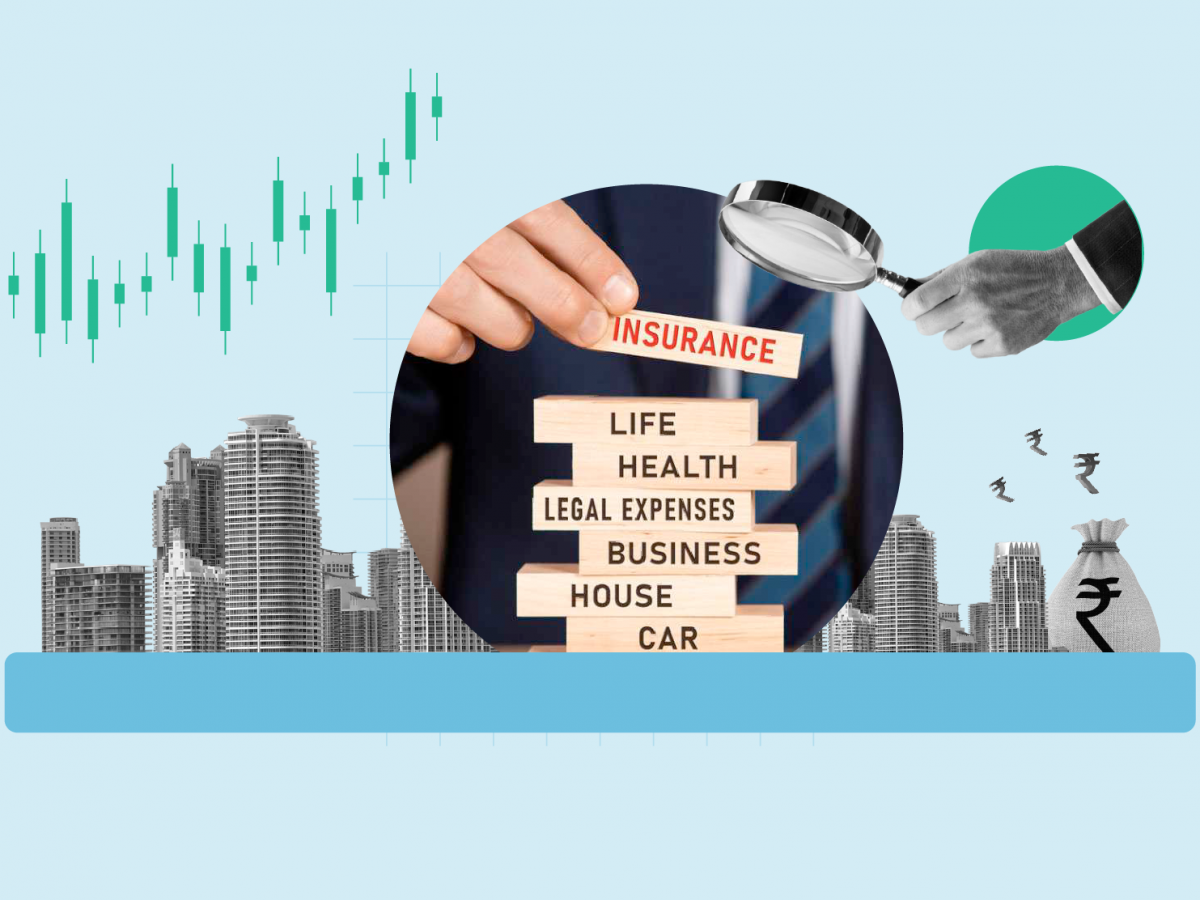 INSURANCE
LIFE
HEALTH
LEGAL EXPENSES
BUSINESS
HOUSE
CAR
₹
₹
₹
₹